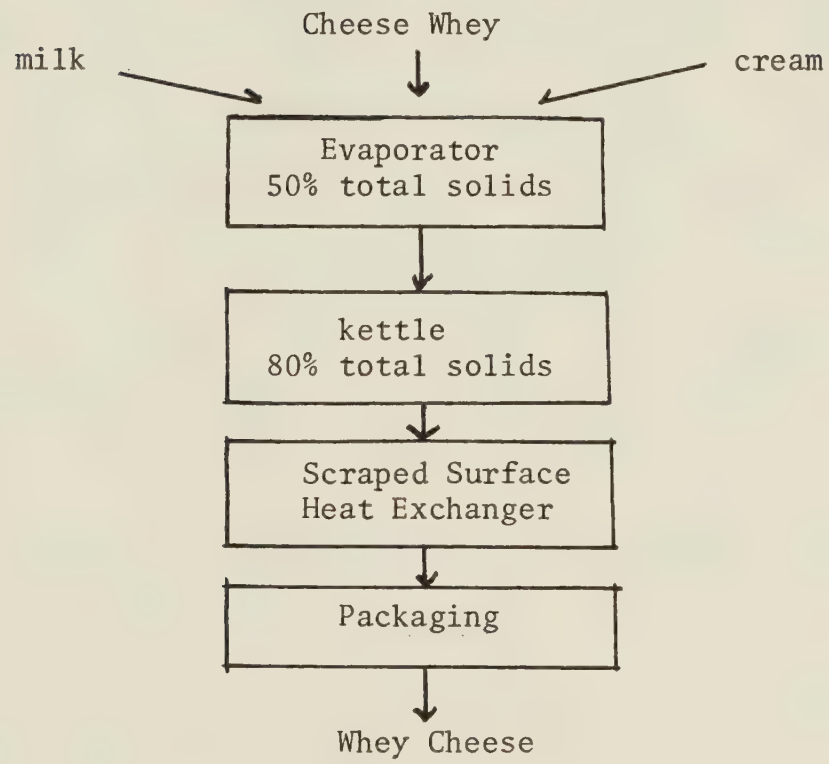 Cheese Whey
milk
cream
Evaporator
50% total solids
kettle
80% total solids
Scraped Surface
Heat Exchanger
Packaging
Whey Cheese